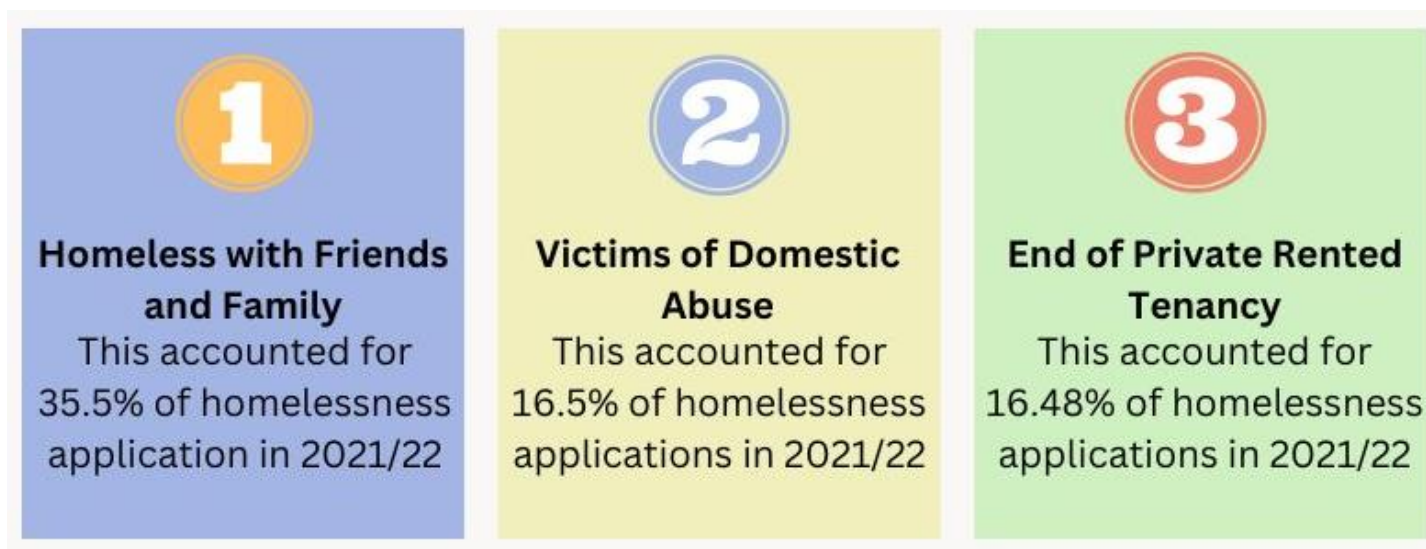 1
Homeless with Friends
and Family
This accounted for
35.5% of homelessness
application in 2021/22
2
Victims of Domestic
Abuse
This accounted for
16.5% of homelessness
applications in 2021/22
3
End of Private Rented
Tenancy
This accounted for
16.48% of homelessness
applications in 2021/22